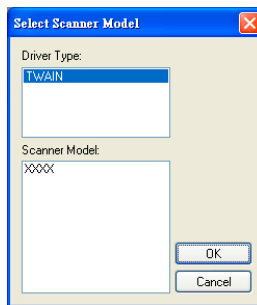 Select Scanner Model
Driver Type:
TWAIN
Scanner Model:
XXXX
OK
Cancel